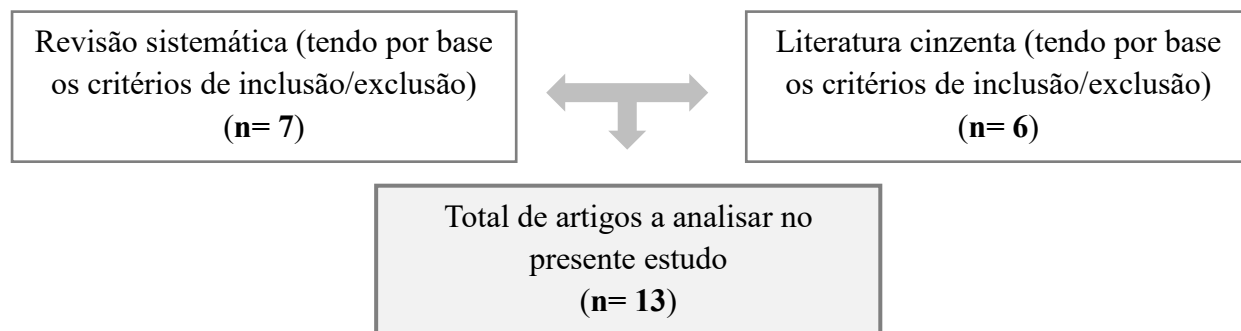 Revisão sistemática (tendo por base
os critérios de inclusão/exclusão)
(n= 7)
Literatura cinzenta (tendo por base
os critérios de inclusão/exclusão)
(n= 6)
Total de artigos a analisar no
presente estudo
(n= 13)